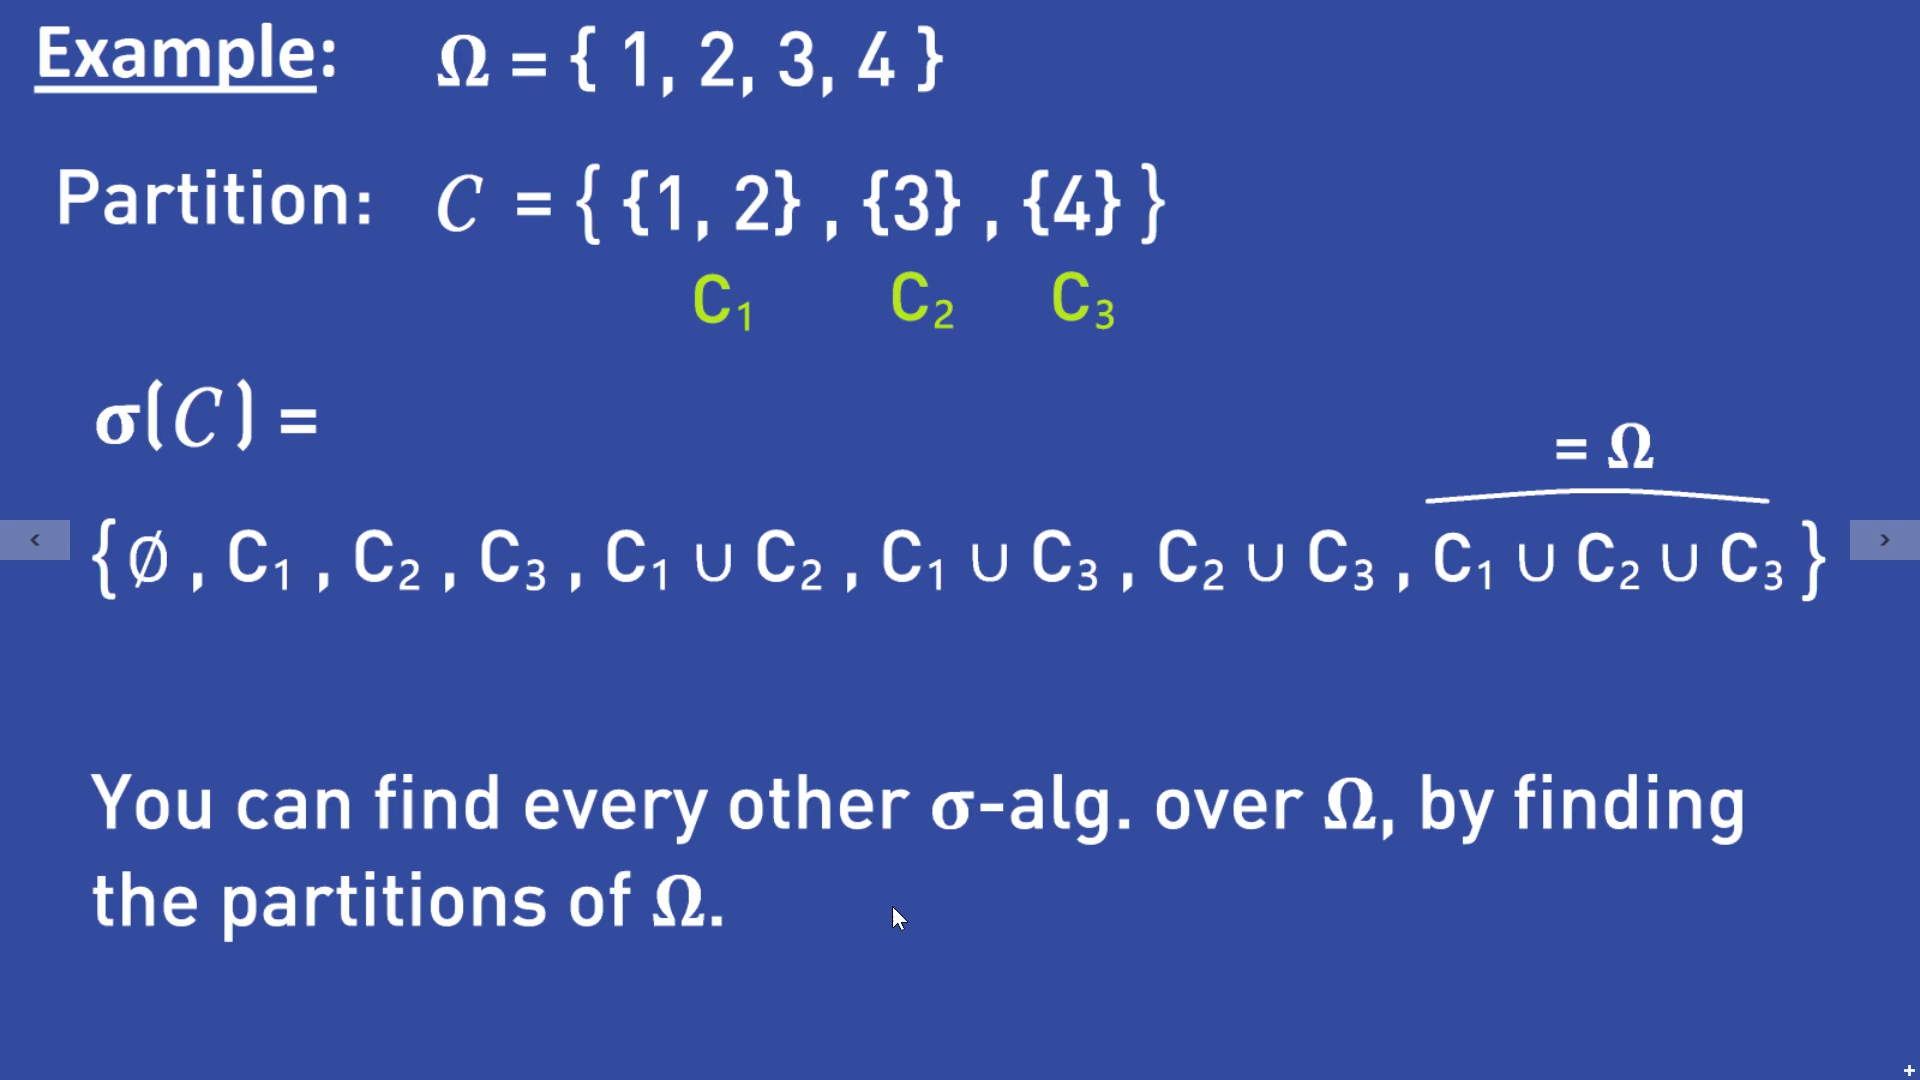 Example: Ω = { 1, 2, 3, 4 }
Partition: C = { {1, 2} , {3} , {4} }
C₁ C₂ C₃
σ(C) =
= Ω
{ ∅ , C₁ , C₂ , C₃ , C₁ ∪ C₂ , C₁ ∪ C₃ , C₂ ∪ C₃ , C₁ ∪ C₂ ∪ C₃ }
You can find every other σ-alg. over Ω, by finding
the partitions of Ω.